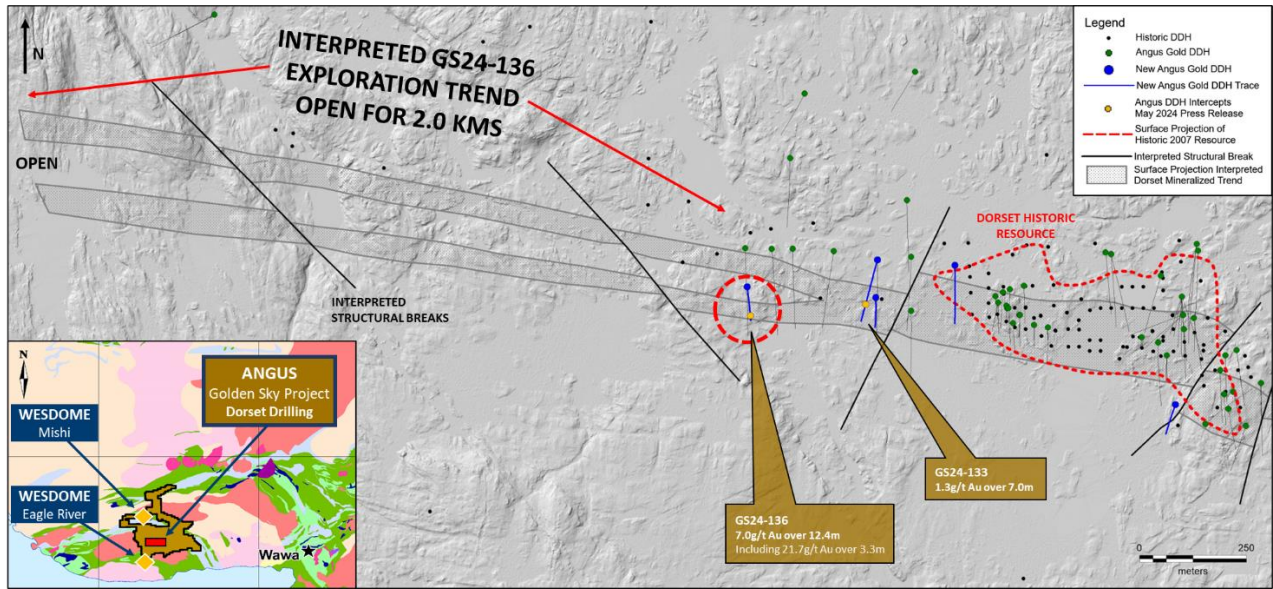 N
INTERPRETED GS24-136
EXPLORATION TREND
OPEN FOR 2.0 KMS
OPEN
INTERPRETED
STRUCTURAL BREAKS
DORSET HISTORIC
RESOURCE
Legend
Historic DDH
Angus Gold DDH
New Angus Gold DDH
New Angus Gold DDH Trace
Angus DDH Intercepts
May 2024 Press Release
Surface Projection of
Historic 2007 Resource
Interpreted Structural Break
Surface Projection Interpreted
Dorset Mineralized Trend
GS24-133
1.3g/t Au over 7.0m
GS24-136
7.0g/t Au over 12.4m
Including 21.7g/t Au over 3.3m
0 250
meters
N
ANGUS
Golden Sky Project
Dorset Drilling
WESDOME
Mishi
WESDOME
Eagle River
Wawa